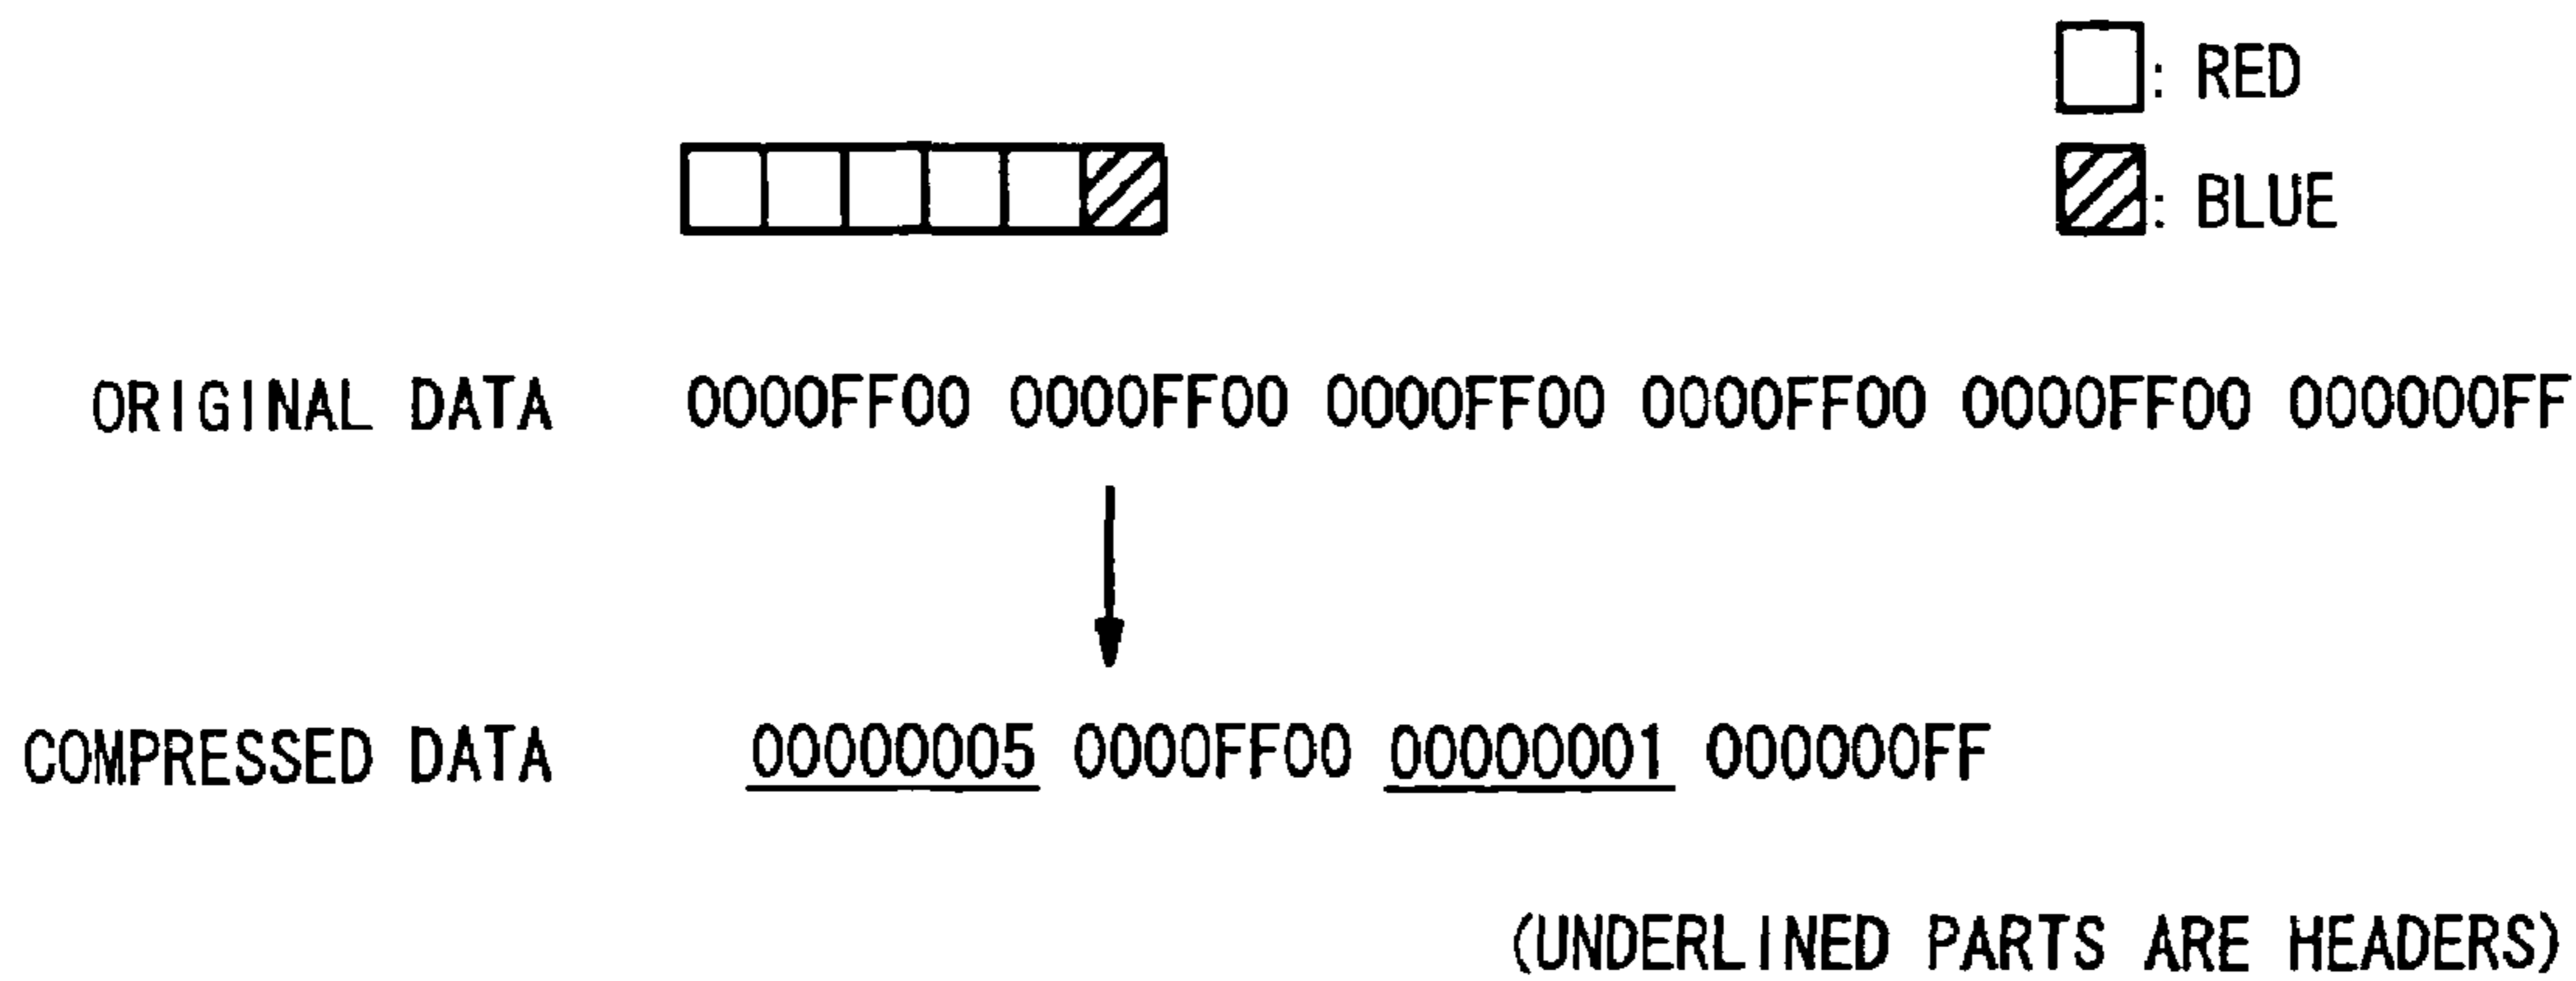 : RED
: BLUE
ORIGINAL DATA 0000FF00 0000FF00 0000FF00 0000FF00 0000FF00 000000FF
COMPRESSED DATA 00000005 0000FF00 00000001 000000FF
(UNDERLINED PARTS ARE HEADERS)